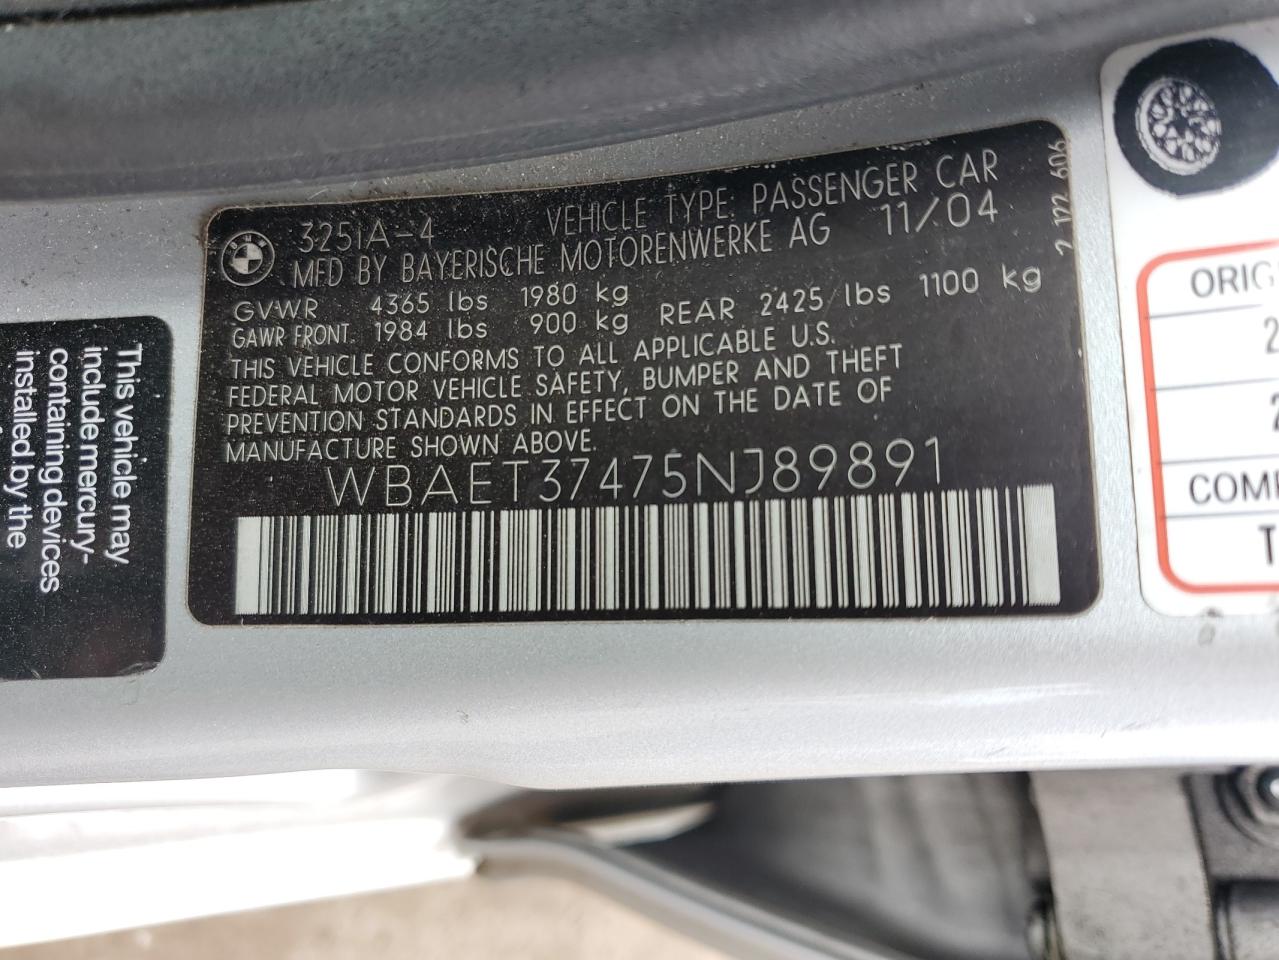 BMW
325IA-4 VEHICLE TYPE: PASSENGER CAR
MFD BY BAYERISCHE MOTORENWERKE AG 11/04
GVWR 4365 lbs 1980 kg
GAWR FRONT: 1984 lbs 900 kg REAR 2425 lbs 1100 kg
THIS VEHICLE CONFORMS TO ALL APPLICABLE U.S.
FEDERAL MOTOR VEHICLE SAFETY, BUMPER AND THEFT
PREVENTION STANDARDS IN EFFECT ON THE DATE OF
MANUFACTURE SHOWN ABOVE.
WBAET37475NJ89891
2 122 606
This vehicle may
include mercury-
containing devices
installed by the
ORIG
2
2
COM
T